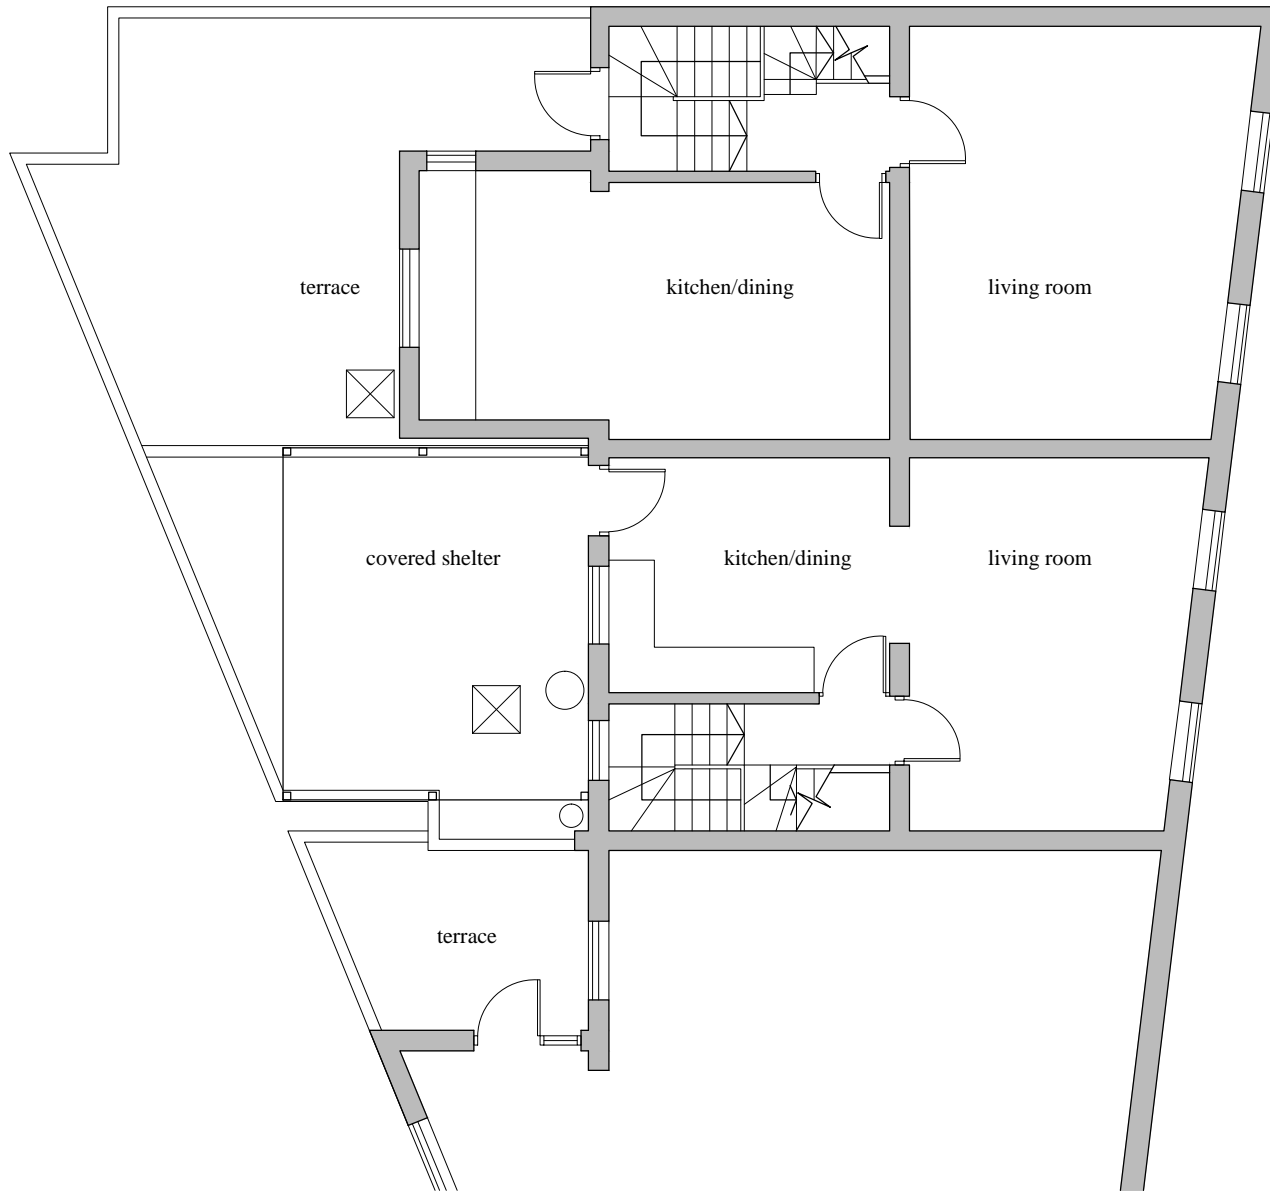 terrace
kitchen/dining
living room
covered shelter
kitchen/dining
living room
terrace